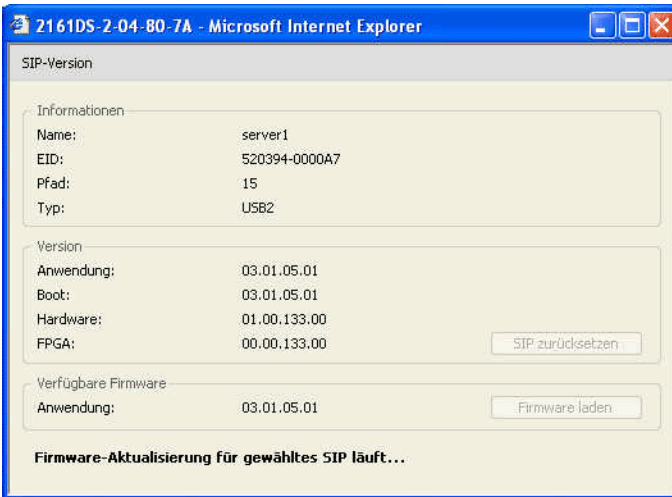 2161DS-2-04-80-7A - Microsoft Internet Explorer
SIP-Version
Informationen
Name: server1
EID: 520394-0000A7
Pfad: 15
Typ: USB2
Version
Anwendung: 03.01.05.01
Boot: 03.01.05.01
Hardware: 01.00.133.00
FPGA: 00.00.133.00 SIP zurücksetzen
Verfügbare Firmware
Anwendung: 03.01.05.01 Firmware laden
Firmware-Aktualisierung für gewähltes SIP läuft...